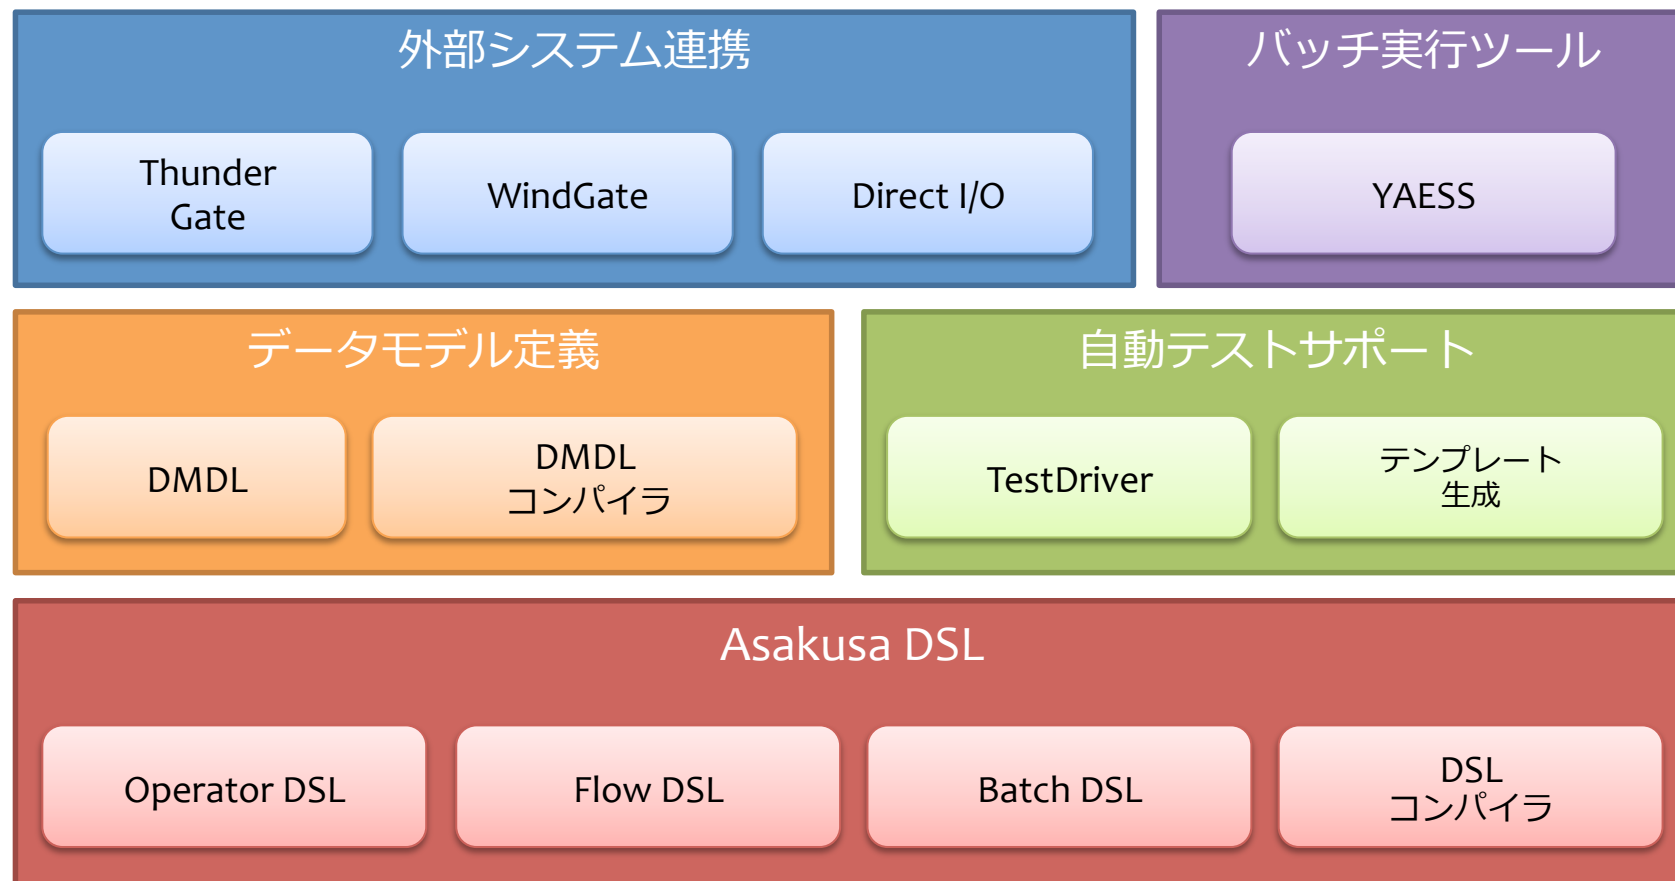 外部システム連携
Thunder
Gate
WindGate
Direct I/O
バッチ実行ツール
YAESS
データモデル定義
DMDL
DMDL
コンパイラ
自動テストサポート
TestDriver
テンプレート
生成
Asakusa DSL
Operator DSL
Flow DSL
Batch DSL
DSL
コンパイラ